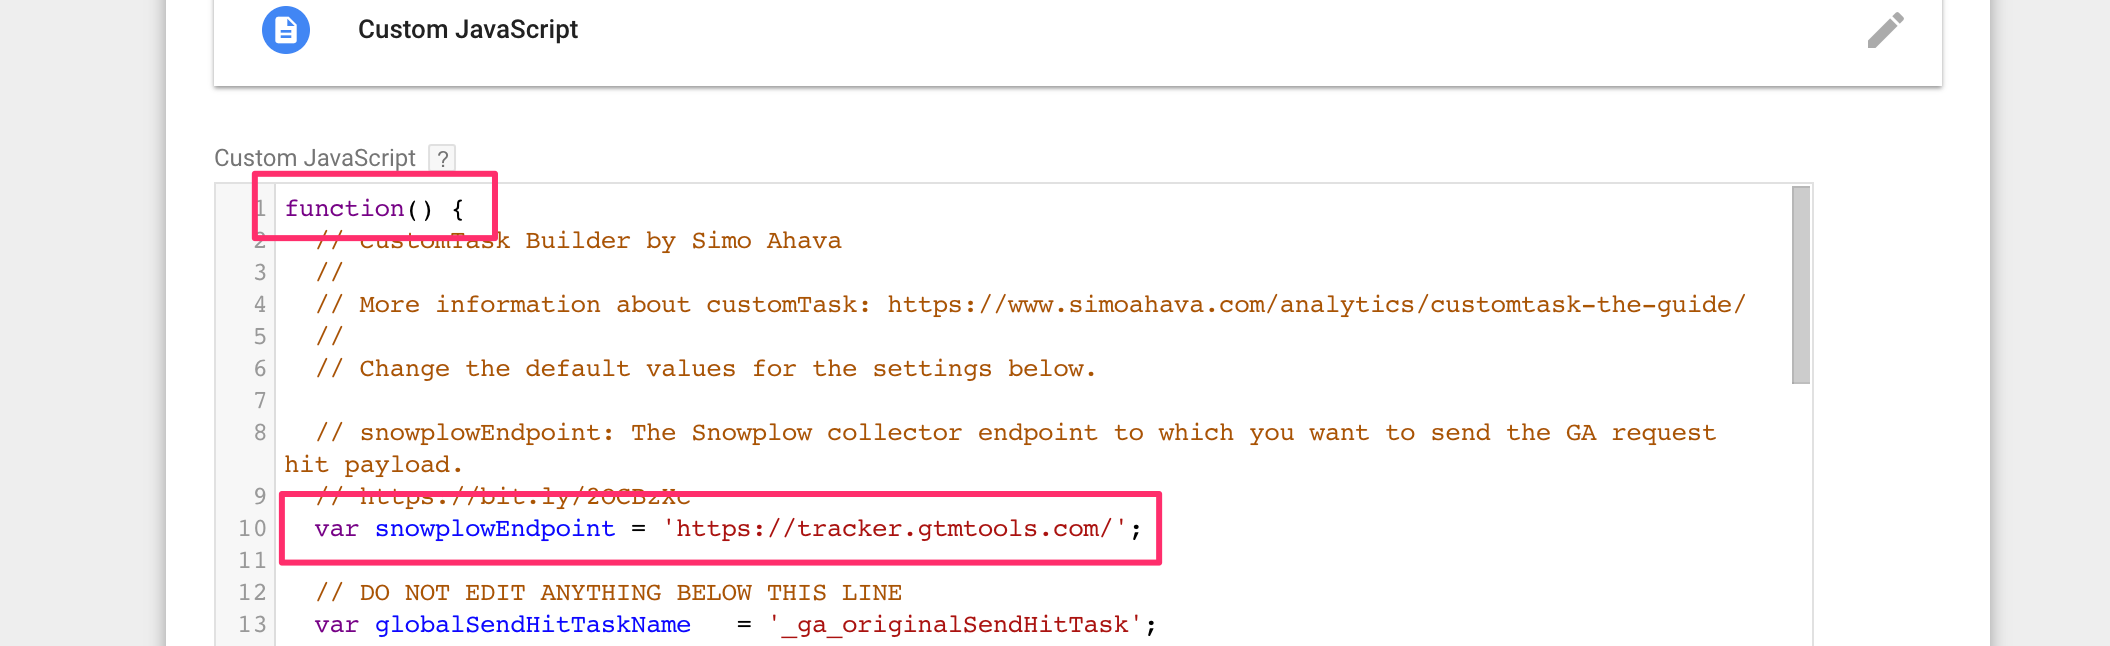 Custom JavaScript
Custom JavaScript ?
1 function() {
2 // customTask Builder by Simo Ahava
3 //
4 // More information about customTask: https://www.simoahava.com/analytics/customtask-the-guide/
5 //
6 // Change the default values for the settings below.
7
8 // snowplowEndpoint: The Snowplow collector endpoint to which you want to send the GA request
hit payload.
9 // https://bit.ly/2OCBzXc
10 var snowplowEndpoint = 'https://tracker.gtmtools.com/';
11
12 // DO NOT EDIT ANYTHING BELOW THIS LINE
13 var globalSendHitTaskName = '_ga_originalSendHitTask';